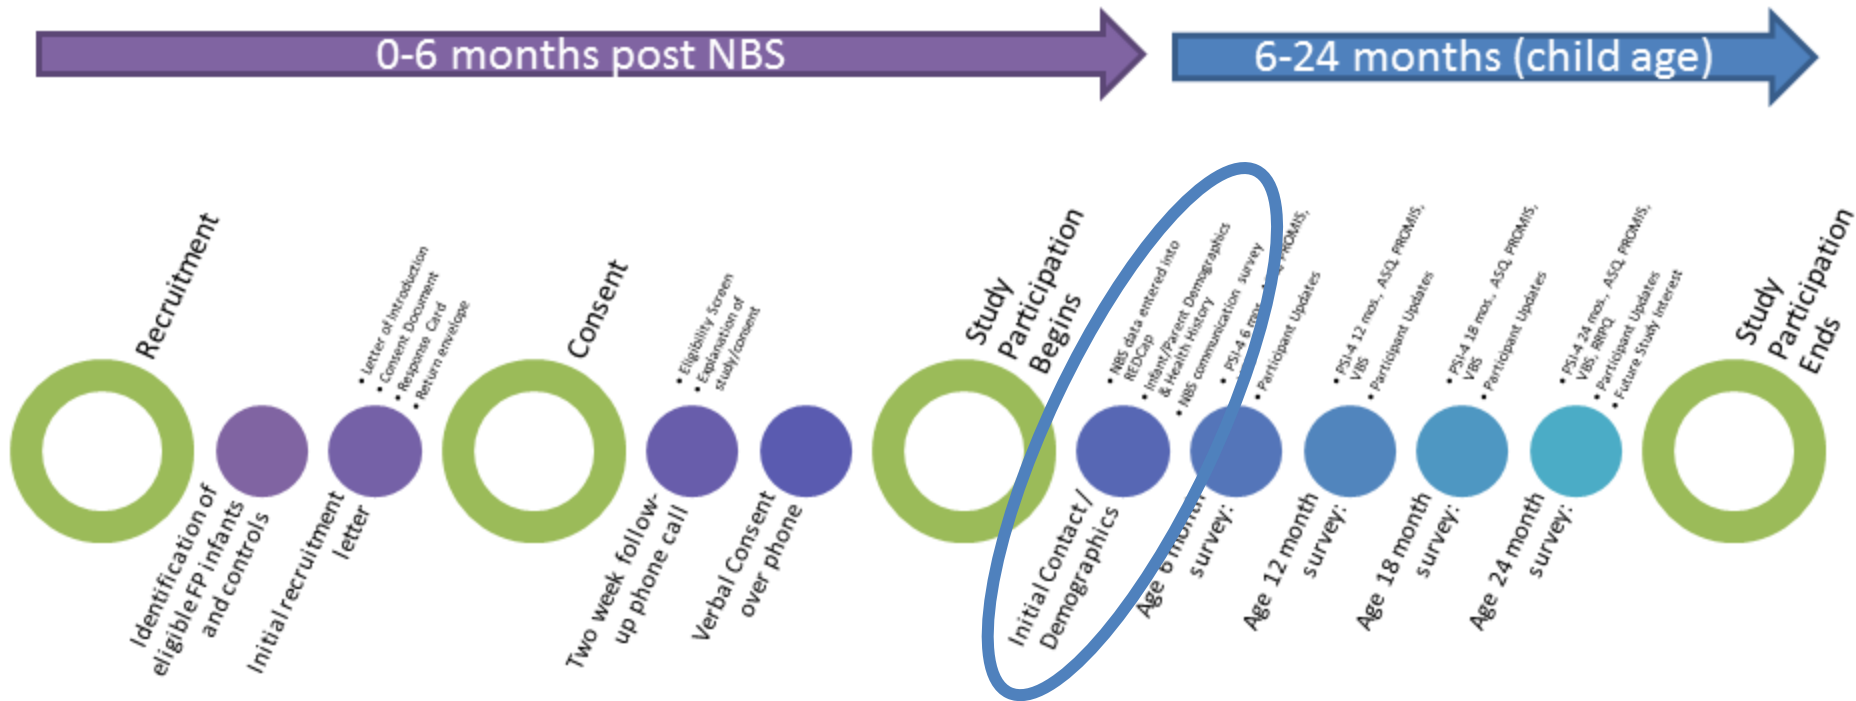 0-6 months post NBS
6-24 months (child age)
Recruitment
Identification of
eligible FP infants
and controls
Initial recruitment
letter
• Letter of Introduction
• Consent Document
• Response Card
• Return envelope
Consent
Two week follow-
up phone call
• Eligibility Screen
• Explanation of
study/consent
Verbal Consent
over phone
Study
Participation
Begins
Initial Contact /
Demographics
• NBS data entered into
REDCap
• Infant/Parent Demographics
& Health History
• NBS communication survey
Age 6 month
survey:
• PSI-4 6 mos., PROMIS,
• Participant Updates
Age 12 month
survey:
• PSI-4 12 mos., ASQ, PROMIS,
VBS
• Participant Updates
Age 18 month
survey:
• PSI-4 18 mos., ASQ, PROMIS,
VBS
• Participant Updates
Age 24 month
survey:
• PSI-4 24 mos., ASQ, PROMIS,
VBS, RRPQ
• Participant Updates
• Future Study Interest
Study
Participation
Ends